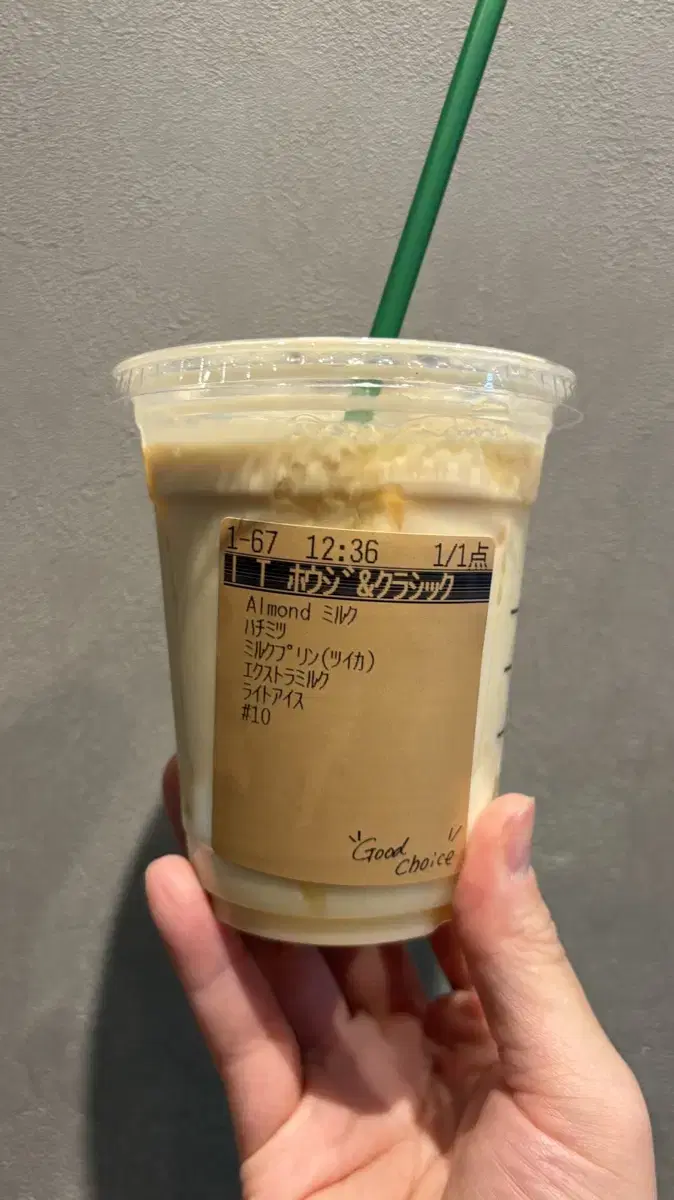 1-67 12:36 1/1点
I T ホウジ&クラシック
Almond ミルク
ハチミツ
ミルクプリン(ツイカ)
エクストラミルク
ライトアイス
#10
Good
Choice